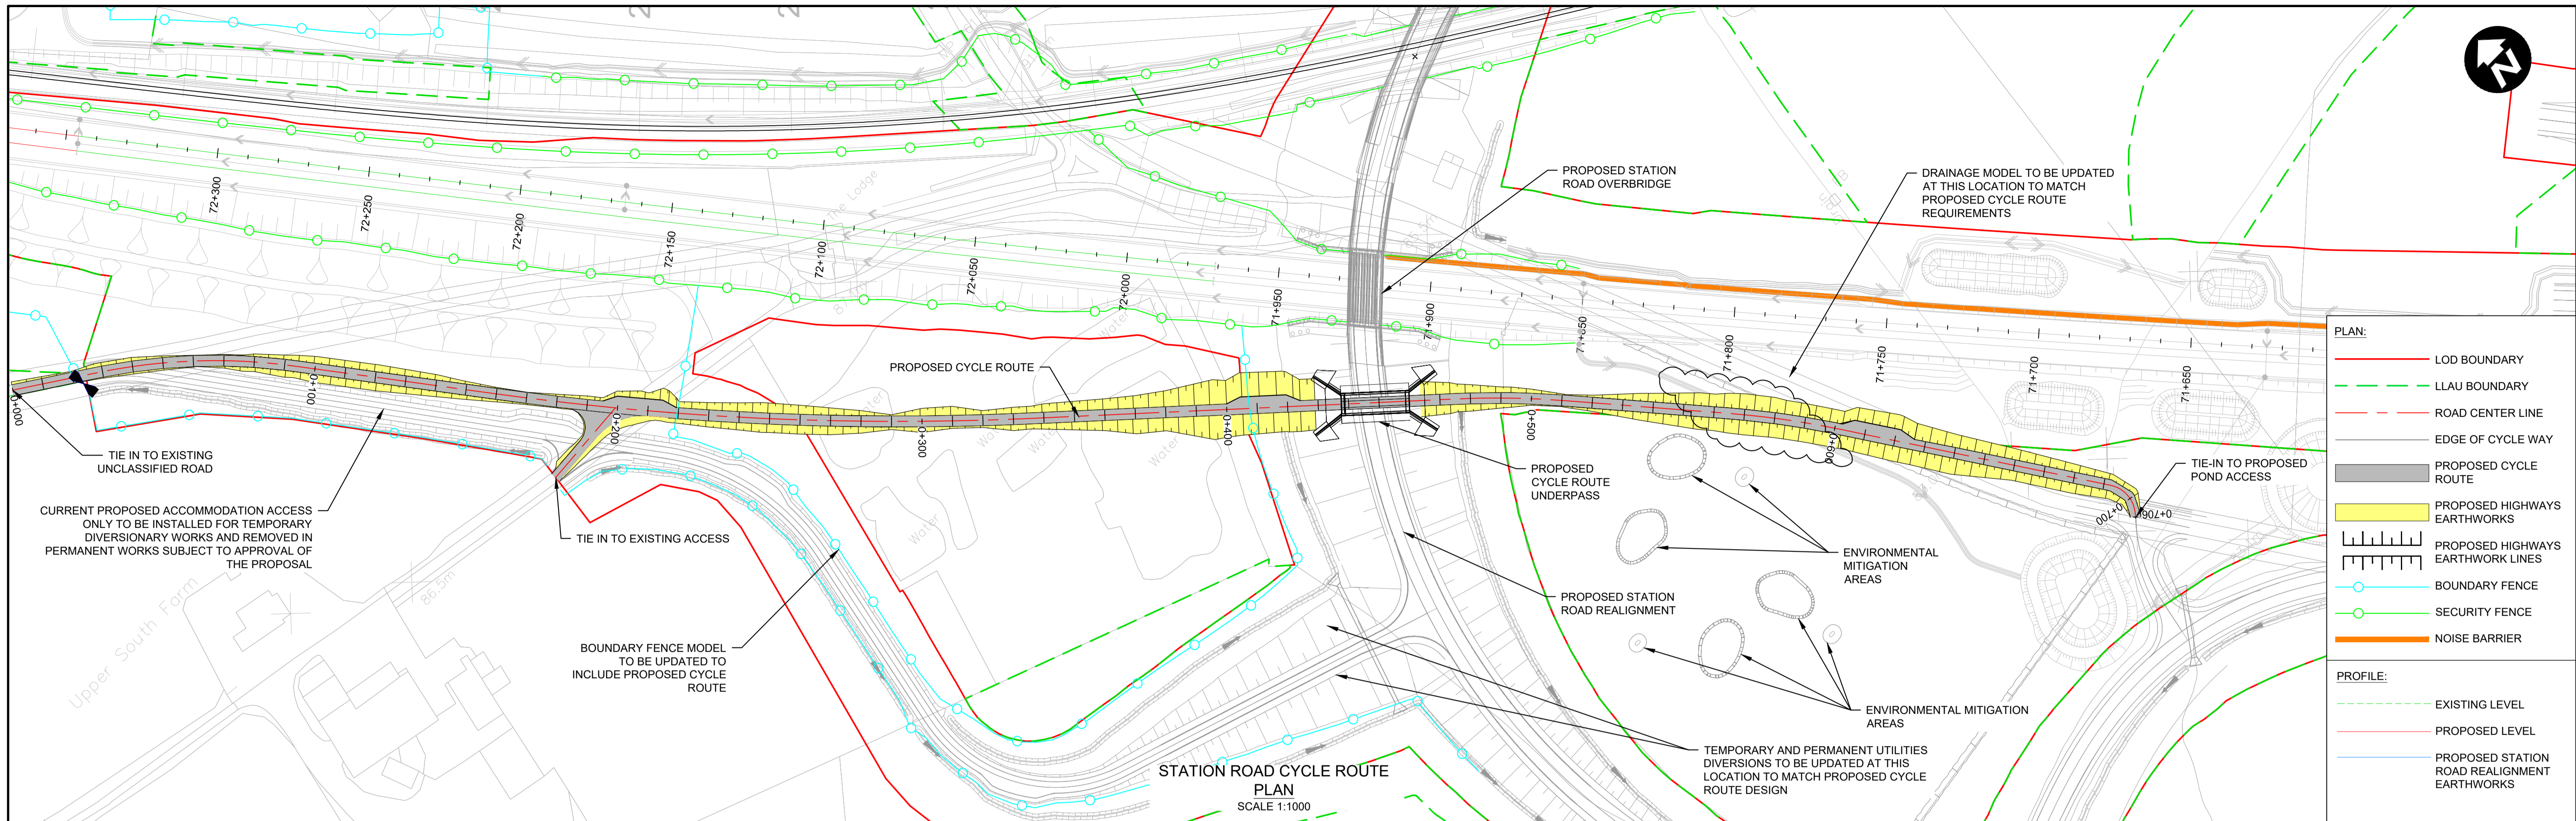 N
PROPOSED STATION
ROAD OVERBRIDGE
DRAINAGE MODEL TO BE UPDATED
AT THIS LOCATION TO MATCH
PROPOSED CYCLE ROUTE
REQUIREMENTS
The Lodge
72+300
72+250
72+200
72+150
72+100
72+050
72+000
71+950
71+900
71+800
71+750
71+700
71+650
PROPOSED CYCLE ROUTE
0+000
0+100
0+200
0+300
0+400
0+500
0+600
0+700
0+706
Water
Water
Water
Water
Water
TIE IN TO EXISTING
UNCLASSIFIED ROAD
CURRENT PROPOSED ACCOMMODATION ACCESS
ONLY TO BE INSTALLED FOR TEMPORARY
DIVERSIONARY WORKS AND REMOVED IN
PERMANENT WORKS SUBJECT TO APPROVAL OF
THE PROPOSAL
TIE IN TO EXISTING ACCESS
Upper South Farm
86.5m
BOUNDARY FENCE MODEL
TO BE UPDATED TO
INCLUDE PROPOSED CYCLE
ROUTE
PROPOSED
CYCLE ROUTE
UNDERPASS
PROPOSED STATION
ROAD REALIGNMENT
ENVIRONMENTAL
MITIGATION
AREAS
ENVIRONMENTAL MITIGATION
AREAS
TIE-IN TO PROPOSED
POND ACCESS
TEMPORARY AND PERMANENT UTILITIES
DIVERSIONS TO BE UPDATED AT THIS
LOCATION TO MATCH PROPOSED CYCLE
ROUTE DESIGN
STATION ROAD CYCLE ROUTE
PLAN
SCALE 1:1000
PLAN:
LOD BOUNDARY
LLAU BOUNDARY
ROAD CENTER LINE
EDGE OF CYCLE WAY
PROPOSED CYCLE
ROUTE
PROPOSED HIGHWAYS
EARTHWORKS
PROPOSED HIGHWAYS
EARTHWORK LINES
BOUNDARY FENCE
SECURITY FENCE
NOISE BARRIER
PROFILE:
EXISTING LEVEL
PROPOSED LEVEL
PROPOSED STATION
ROAD REALIGNMENT
EARTHWORKS